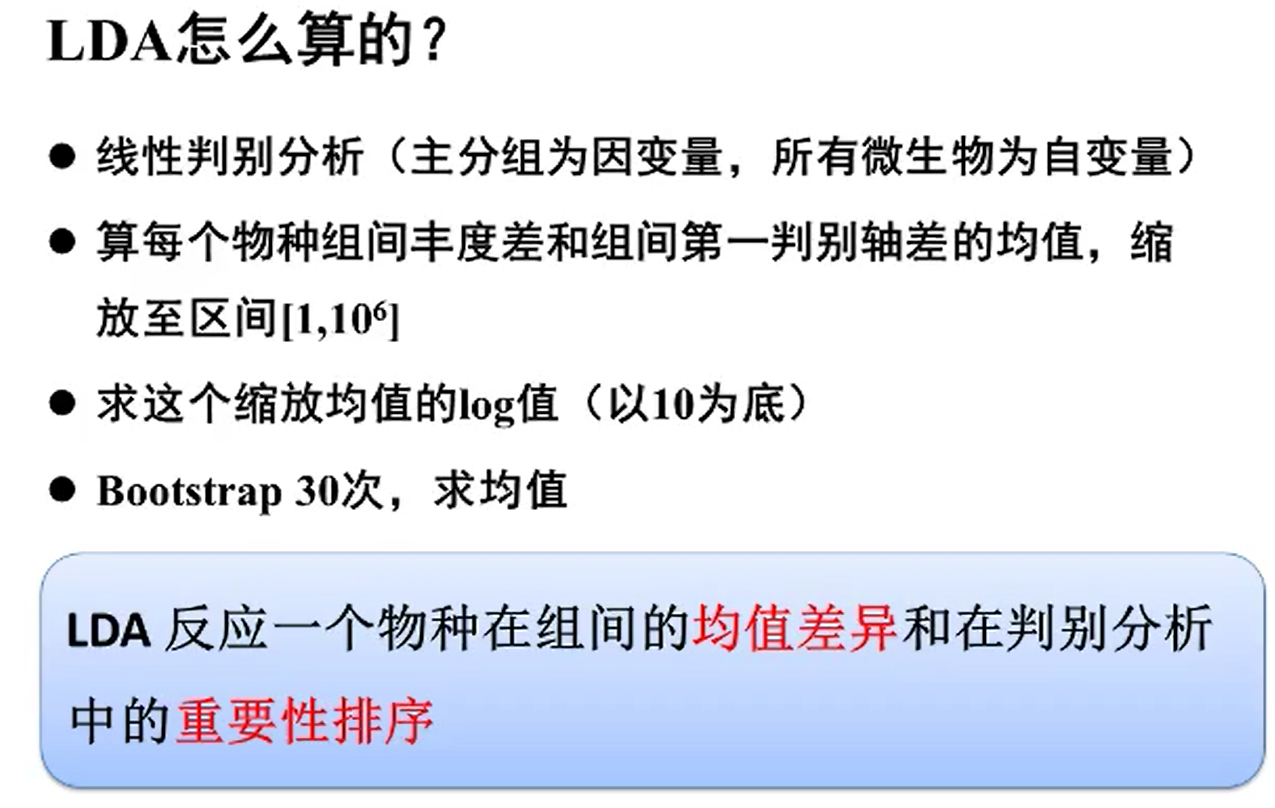 LDA怎么算的？
● 线性判别分析（主分组为因变量，所有微生物为自变量）
● 算每个物种组间丰度差和组间第一判别轴差的均值，缩
放至区间[1,10⁶]
● 求这个缩放均值的log值（以10为底）
● Bootstrap 30次，求均值
LDA 反应一个物种在组间的均值差异和在判别分析
中的重要性排序